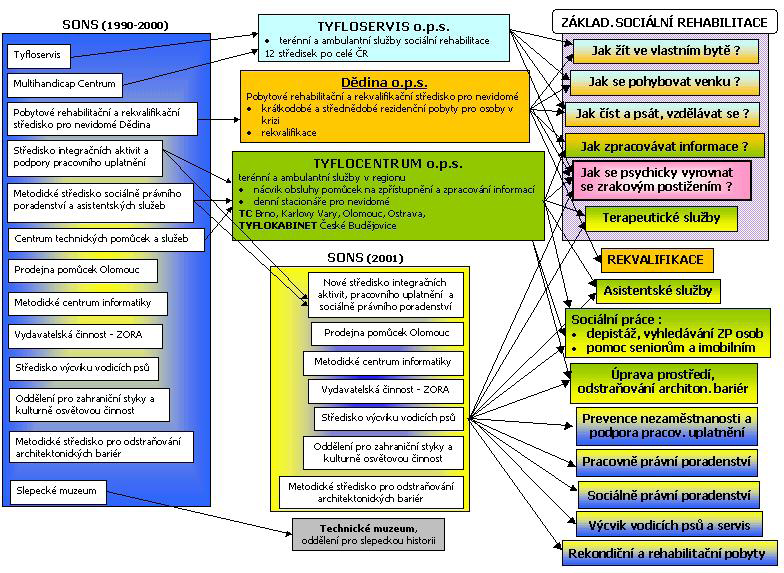 SONS (1990-2000)
Tyfloservis
Multihandicap Centrum
Pobytové rehabilitační a rekvalifikační
středisko pro nevidomé Dědina
Středisko integračních aktivit a
podpory pracovního uplatnění
Metodické středisko sociálně právního
poradenství a asistentských služeb
Centrum technických pomůcek a služeb
Prodejna pomůcek Olomouc
Metodické centrum informatiky
Vydavatelská činnost - ZORA
Středisko výcviku vodicích psů
Oddělení pro zahraniční styky a
kulturně osvětovou činnost
Metodické středisko pro odstraňování
architektonických bariér
Slepecké muzeum
TYFLOSERVIS o.p.s.
• terénní a ambulantní služby sociální rehabilitace
12 středisek po celé ČR
Dědina o.p.s.
Pobytové rehabilitační a rekvalifikační středisko pro nevidomé
• krátkodobé a střednědobé rezidenční pobyty pro osoby v
krizi
• rekvalifikace
TYFLOCENTRUM o.p.s.
terénní a ambulantní služby v regionu
• nácvik obsluhy pomůcek na zpřístupnění a zpracování informací
• denní stacionáře pro nevidomé
TC Brno, Karlovy Vary, Olomouc, Ostrava,
TYFLOKABINET České Budějovice
SONS (2001)
Nové středisko integračních
aktivit, pracovního uplatnění a
sociálně právního poradenství
Prodejna pomůcek Olomouc
Metodické centrum informatiky
Vydavatelská činnost - ZORA
Středisko výcviku vodicích psů
Oddělení pro zahraniční styky a
kulturně osvětovou činnost
Metodické středisko pro odstraňování
architektonických bariér
Technické muzeum,
oddělení pro slepeckou historii
ZÁKLAD.SOCIÁLNÍ REHABILITACE
Jak žít ve vlastním bytě ?
Jak se pohybovat venku ?
Jak číst a psát, vzdělávat se ?
Jak zpracovávat informace ?
Jak se psychicky vyrovnat
se zrakovým postižením ?
Terapeutické služby
REKVALIFIKACE
Asistentské služby
Sociální práce :
• depistáž, vyhledávání ZP osob
• pomoc seniorům a imobilním
Úprava prostředí,
odstraňování architon.bariér
Prevence nezaměstnanosti a
podpora pracov. uplatnění
Pracovně právní poradenství
Sociálně právní poradenství
Výcvik vodicích psů a servis
Rekondiční a rehabilitační pobyty